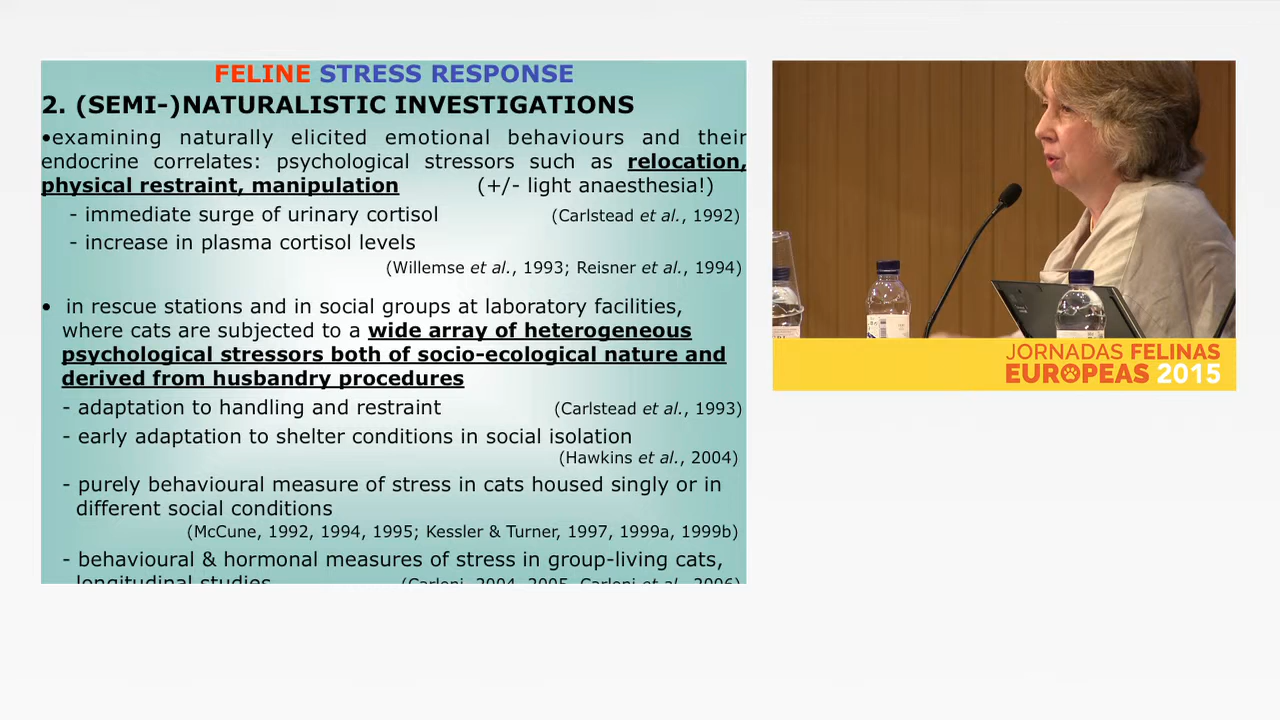 FELINE STRESS RESPONSE
2. (SEMI-)NATURALISTIC INVESTIGATIONS
•examining naturally elicited emotional behaviours and their
endocrine correlates: psychological stressors such as relocation,
physical restraint, manipulation (+/- light anaesthesia!)
- immediate surge of urinary cortisol (Carlstead et al., 1992)
- increase in plasma cortisol levels
(Willemse et al., 1993; Reisner et al., 1994)
• in rescue stations and in social groups at laboratory facilities,
where cats are subjected to a wide array of heterogeneous
psychological stressors both of socio-ecological nature and
derived from husbandry procedures
- adaptation to handling and restraint (Carlstead et al., 1993)
- early adaptation to shelter conditions in social isolation
(Hawkins et al., 2004)
- purely behavioural measure of stress in cats housed singly or in
different social conditions
(McCune, 1992, 1994, 1995; Kessler & Turner, 1997, 1999a, 1999b)
- behavioural & hormonal measures of stress in group-living cats,
longitudinal studies 2004, 2005, et al., 2006)
JORNADAS FELINAS
EUROPEAS 2015